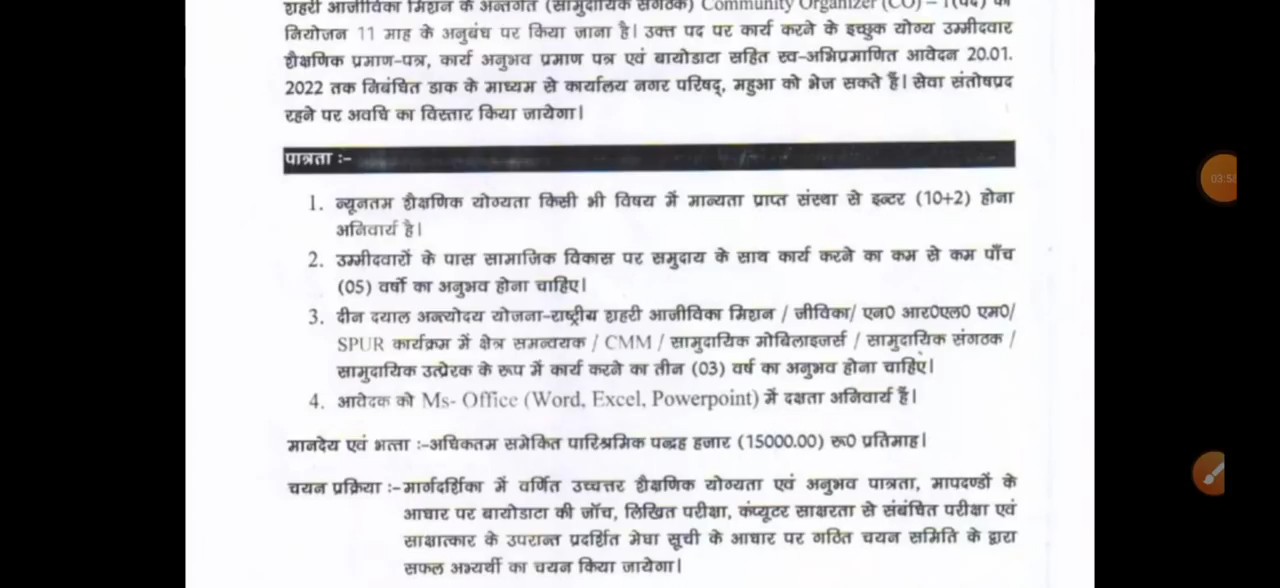 शहरी आजीविका मिशन के अन्तर्गत (सामुदायिक संगठक) Community Organizer (CO) – 1(पद) का
नियोजन 11 माह के अनुबंध पर किया जाना है। उक्त पद पर कार्य करने के इच्छुक योग्य उम्मीदवार
शैक्षणिक प्रमाण-पत्र, कार्य अनुभव प्रमाण पत्र एवं बायोडाटा सहित स्व-अभिप्रमाणित आवेदन 20.01.
2022 तक निबंधित डाक के माध्यम से कार्यालय नगर परिषद्, महुआ को भेज सकते हैं। सेवा संतोषप्रद
रहने पर अवधि का विस्तार किया जायेगा।
पात्रता :-
1. न्यूनतम शैक्षणिक योग्यता किसी भी विषय में मान्यता प्राप्त संस्था से इन्टर (10+2) होना
अनिवार्य है।
2. उम्मीदवारों के पास सामाजिक विकास पर समुदाय के साथ कार्य करने का कम से कम पाँच
(05) वर्षो का अनुभव होना चाहिए।
3. दीन दयाल अन्त्योदय योजना-राष्ट्रीय शहरी आजीविका मिशन / जीविका/ एन0 आर0एल0 एम0/
SPUR कार्यक्रम में क्षेत्र समन्वयक / CMM / सामुदायिक मोबिलाइजर्स / सामुदायिक संगठक /
सामुदायिक उत्प्रेरक के रूप में कार्य करने का तीन (03) वर्ष का अनुभव होना चाहिए।
4. आवेदक को Ms- Office (Word, Excel, Powerpoint) में दक्षता अनिवार्य हैं।
मानदेय एवं भत्ता :-अधिकतम समेकित पारिश्रमिक पन्द्रह हजार (15000.00) रू0 प्रतिमाह।
चयन प्रक्रिया :-मार्गदर्शिका में वर्णित उच्चत्तर शैक्षणिक योग्यता एवं अनुभव पात्रता, मापदण्डों के
आधार पर बायोडाटा की जाँच, लिखित परीक्षा, कंप्यूटर साक्षरता से संबंधित परीक्षा एवं
साक्षात्कार के उपरान्त प्रदर्शित मेधा सूची के आधार पर गठित चयन समिति के द्वारा
सफल अभ्यर्थी का चयन किया जायेगा।
03:58